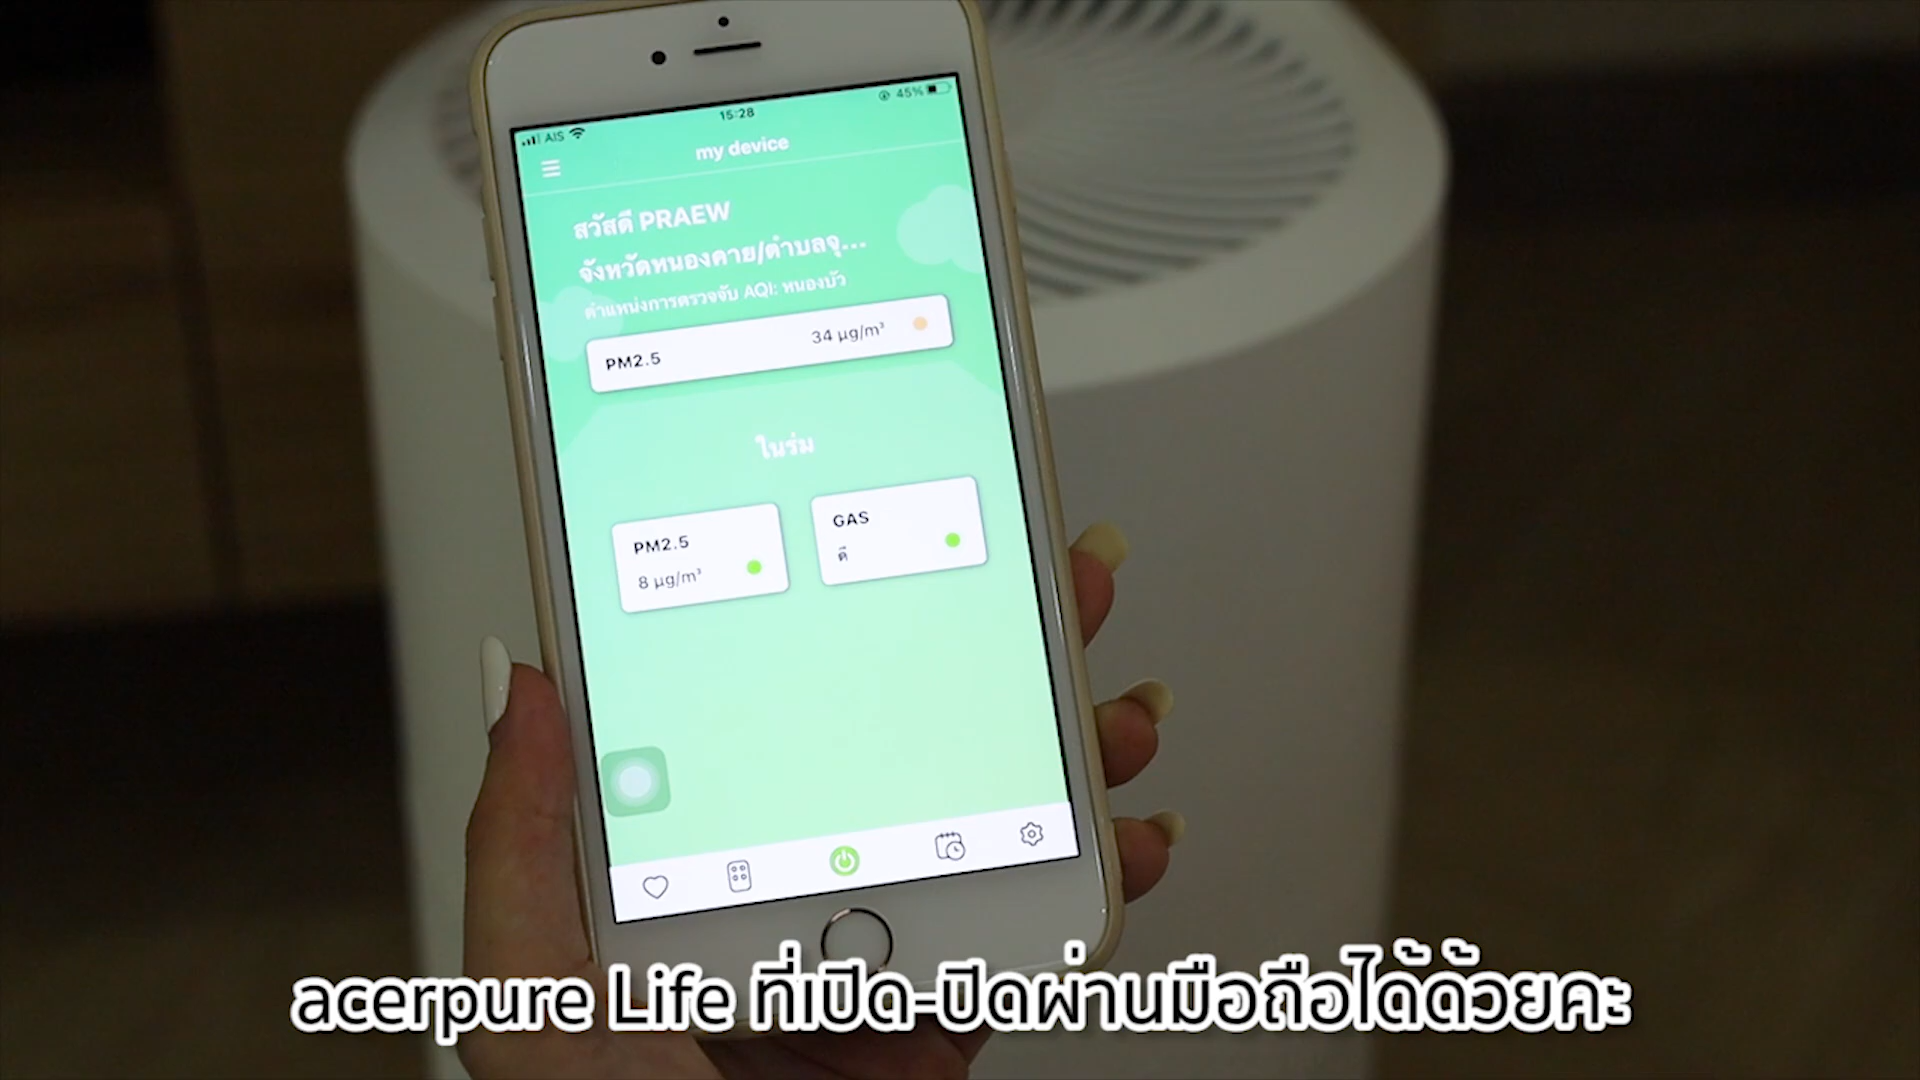 AIS
15:28
45%
my device
สวัสดี PRAEW
จังหวัดหนองคาย/ตำบลจุ...
ตำแหน่งการตรวจจับ AQI: หนองบัว
PM2.5
34 µg/m³
ในร่ม
PM2.5
8 µg/m³
GAS
ดี
acerpure Life ที่เปิด-ปิดผ่านมือถือได้ด้วยคะ